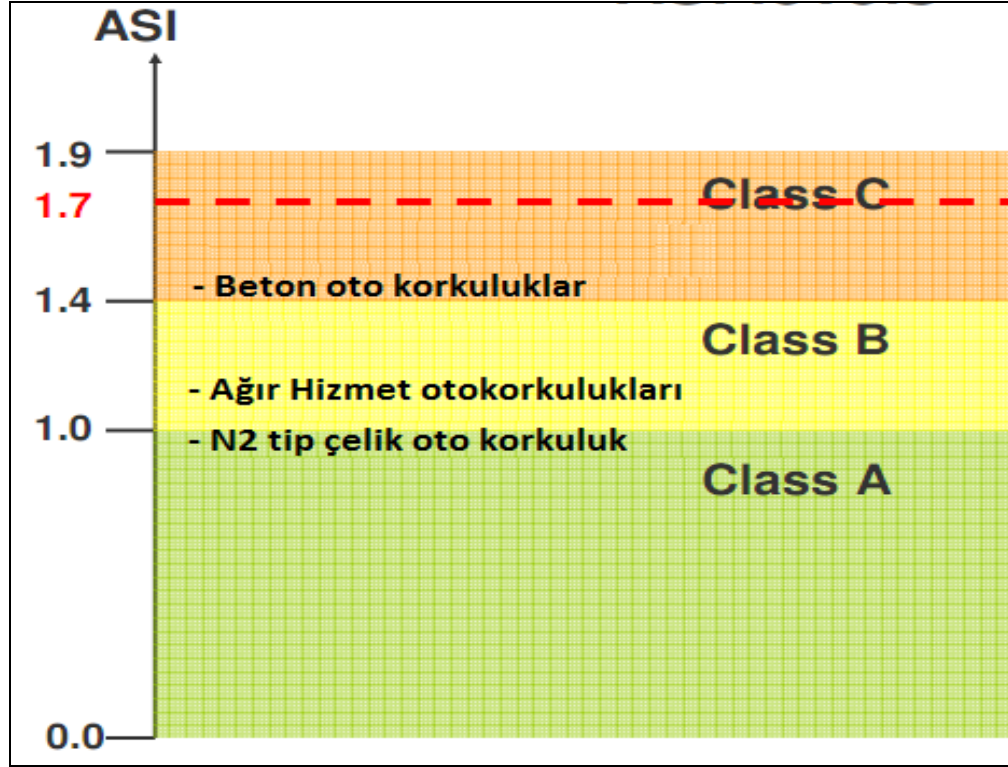 ASI
1.9
Class C
1.7
- Beton oto korkuluklar
1.4
Class B
- Ağır Hizmet otokorkulukları
1.0
- N2 tip çelik oto korkuluk
Class A
0.0